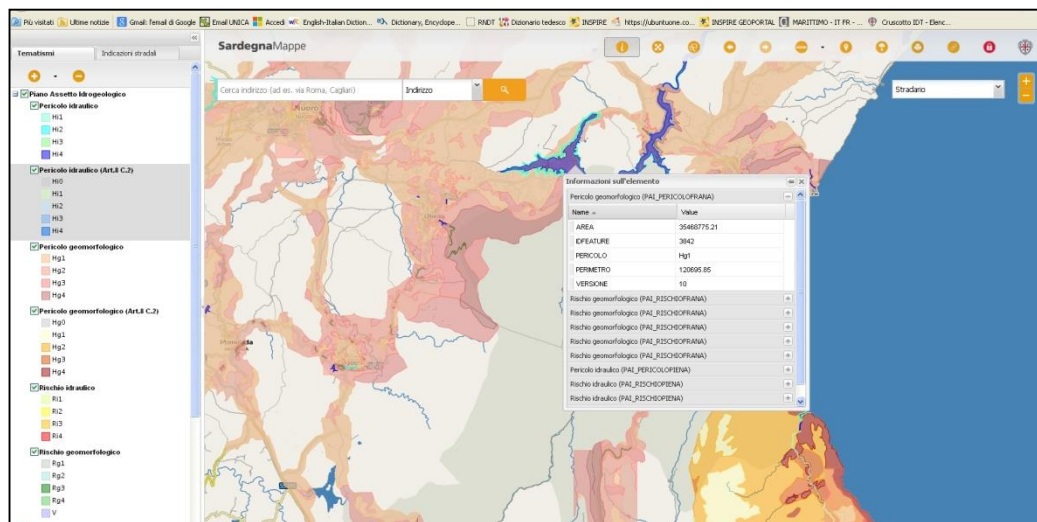 Più visitati Ultime notizie Gmail: l'email di Google Email UNICA Accedi English-Italian Diction... Dictionary, Encyclope... RNDT Dizionario tedesco INSPIRE https://ubuntuone.co... INSPIRE GEOPORTAL MARITTIMO - IT FR - ... Cruscotto IDT - Elenc...
Tematismi Indicazioni stradali
SardegnaMappe
Cerca indirizzo (ad es. via Roma, Cagliari) Indirizzo
Stradario
Piano Assetto Idrogeologico
Pericolo idraulico
Hi1
Hi2
Hi3
Hi4
Pericolo idraulico (Art.8 C.2)
Hi0
Hi1
Hi2
Hi3
Hi4
Pericolo geomorfologico
Hg1
Hg2
Hg3
Hg4
Pericolo geomorfologico (Art.8 C.2)
Hg0
Hg1
Hg2
Hg3
Hg4
Rischio idraulico
Ri1
Ri2
Ri3
Ri4
Rischio geomorfologico
Rg1
Rg2
Rg3
Rg4
V
Nuoro
Informazioni sull'elemento
Pericolo geomorfologico (PAI_PERICOLOFRANA)
Name Value
AREA 35468775.21
IDFEATURE 3842
PERICOLO Hg1
PERIMETRO 120695.85
VERSIONE 10
Rischio geomorfologico (PAI_RISCHIOFRANA)
Rischio geomorfologico (PAI_RISCHIOFRANA)
Rischio geomorfologico (PAI_RISCHIOFRANA)
Rischio geomorfologico (PAI_RISCHIOFRANA)
Rischio geomorfologico (PAI_RISCHIOFRANA)
Pericolo idraulico (PAI_PERICOLOPIENA)
Rischio idraulico (PAI_RISCHIOPIENA)
Rischio idraulico (PAI_RISCHIOPIENA)